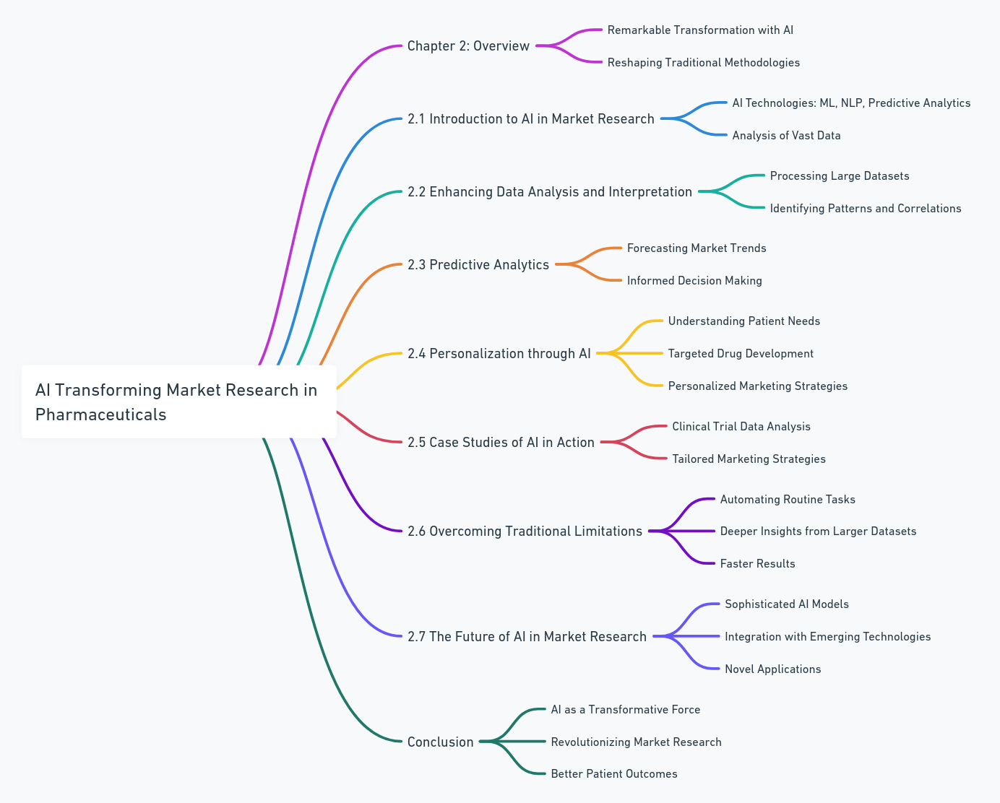 AI Transforming Market Research in
Pharmaceuticals
Chapter 2: Overview
Remarkable Transformation with AI
Reshaping Traditional Methodologies
2.1 Introduction to AI in Market Research
AI Technologies: ML, NLP, Predictive Analytics
Analysis of Vast Data
2.2 Enhancing Data Analysis and Interpretation
Processing Large Datasets
Identifying Patterns and Correlations
2.3 Predictive Analytics
Forecasting Market Trends
Informed Decision Making
2.4 Personalization through AI
Understanding Patient Needs
Targeted Drug Development
Personalized Marketing Strategies
2.5 Case Studies of AI in Action
Clinical Trial Data Analysis
Tailored Marketing Strategies
2.6 Overcoming Traditional Limitations
Automating Routine Tasks
Deeper Insights from Larger Datasets
Faster Results
2.7 The Future of AI in Market Research
Sophisticated AI Models
Integration with Emerging Technologies
Novel Applications
Conclusion
AI as a Transformative Force
Revolutionizing Market Research
Better Patient Outcomes